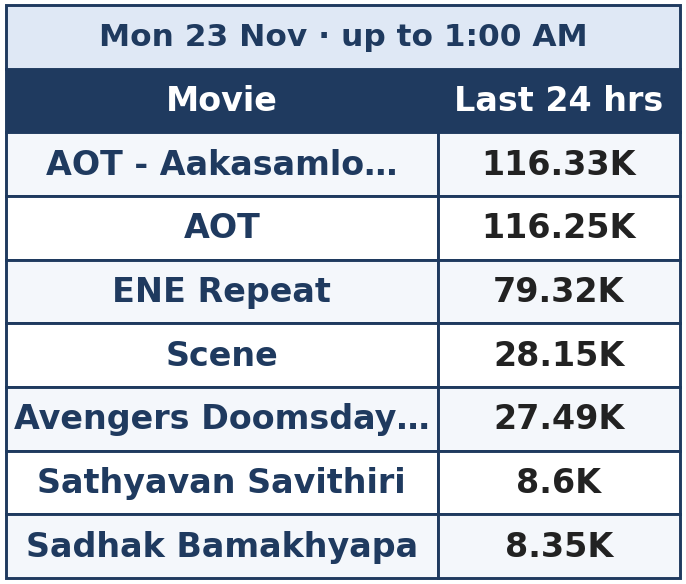 Mon 23 Nov · up to 1:00 AM
Movie Last 24 hrs
AOT - Aakasamlo... 116.33K
AOT 116.25K
ENE Repeat 79.32K
Scene 28.15K
Avengers Doomsday... 27.49K
Sathyavan Savithiri 8.6K
Sadhak Bamakhyapa 8.35K